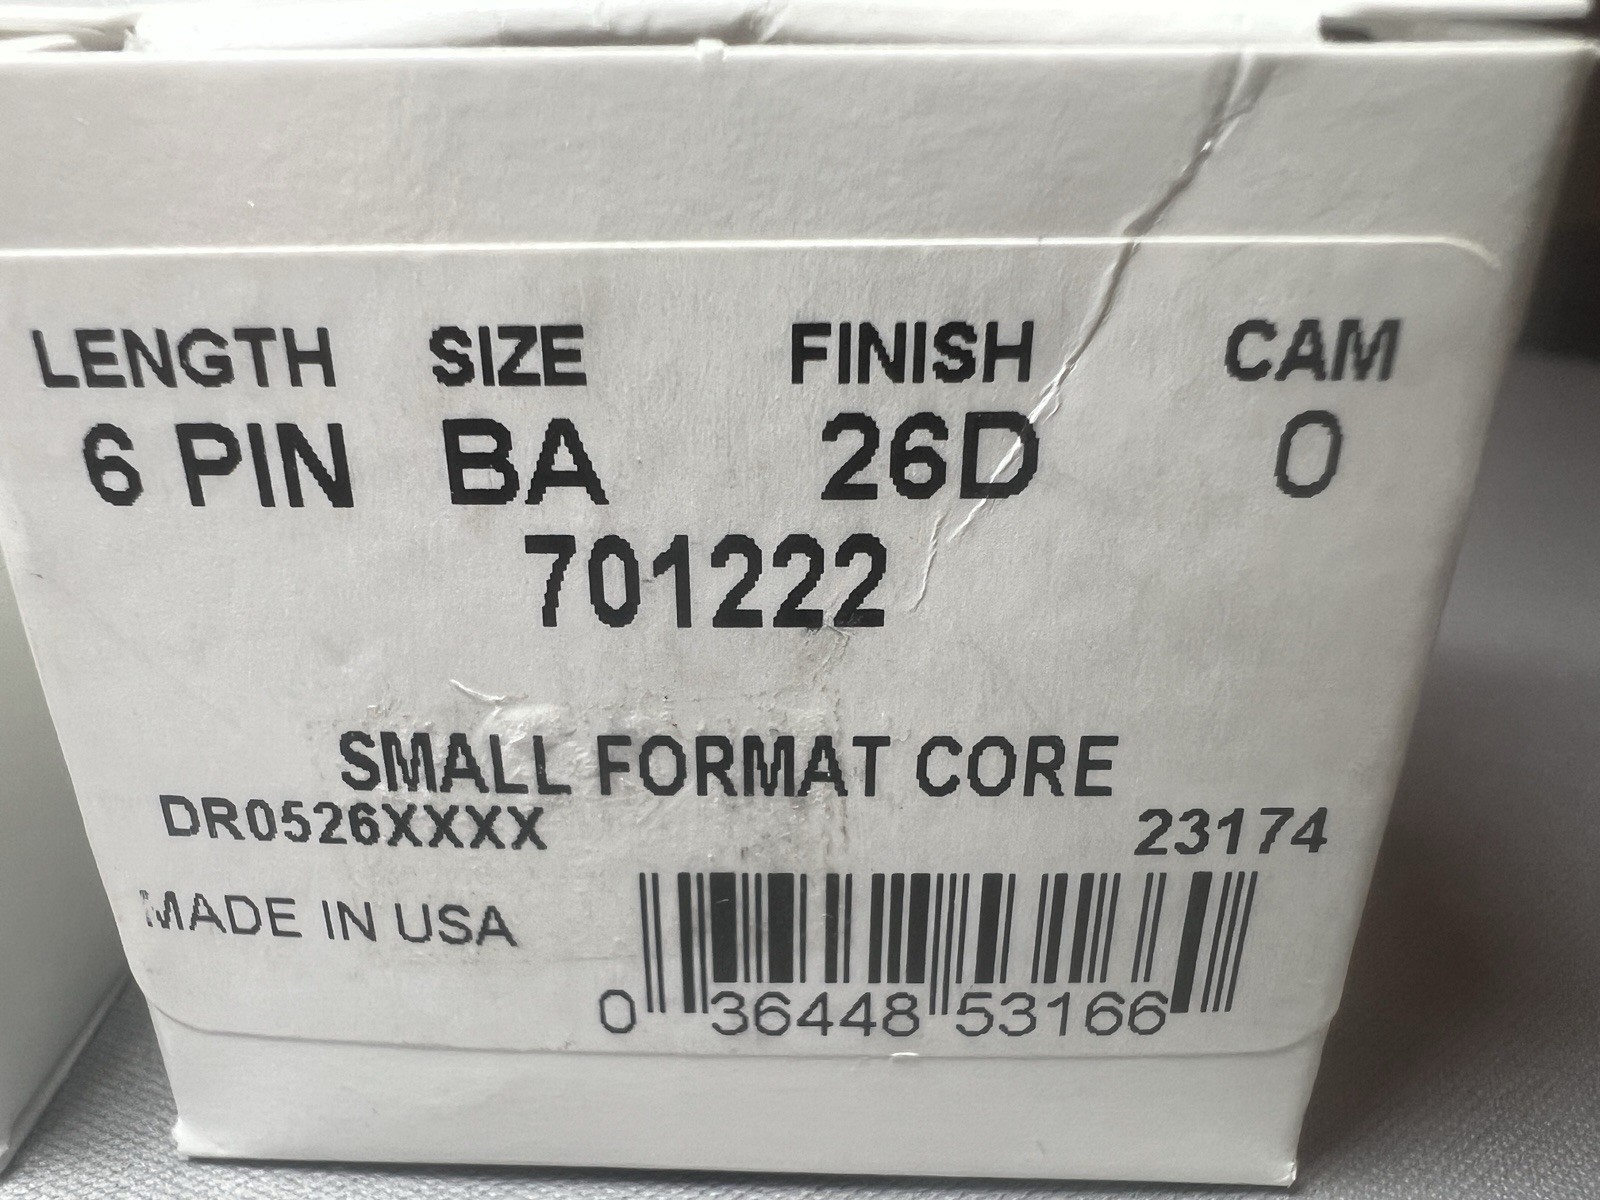 LENGTH SIZE FINISH CAM
6 PIN BA 26D O
701222
SMALL FORMAT CORE
DR0526XXXX 23174
MADE IN USA
0 36448 53166